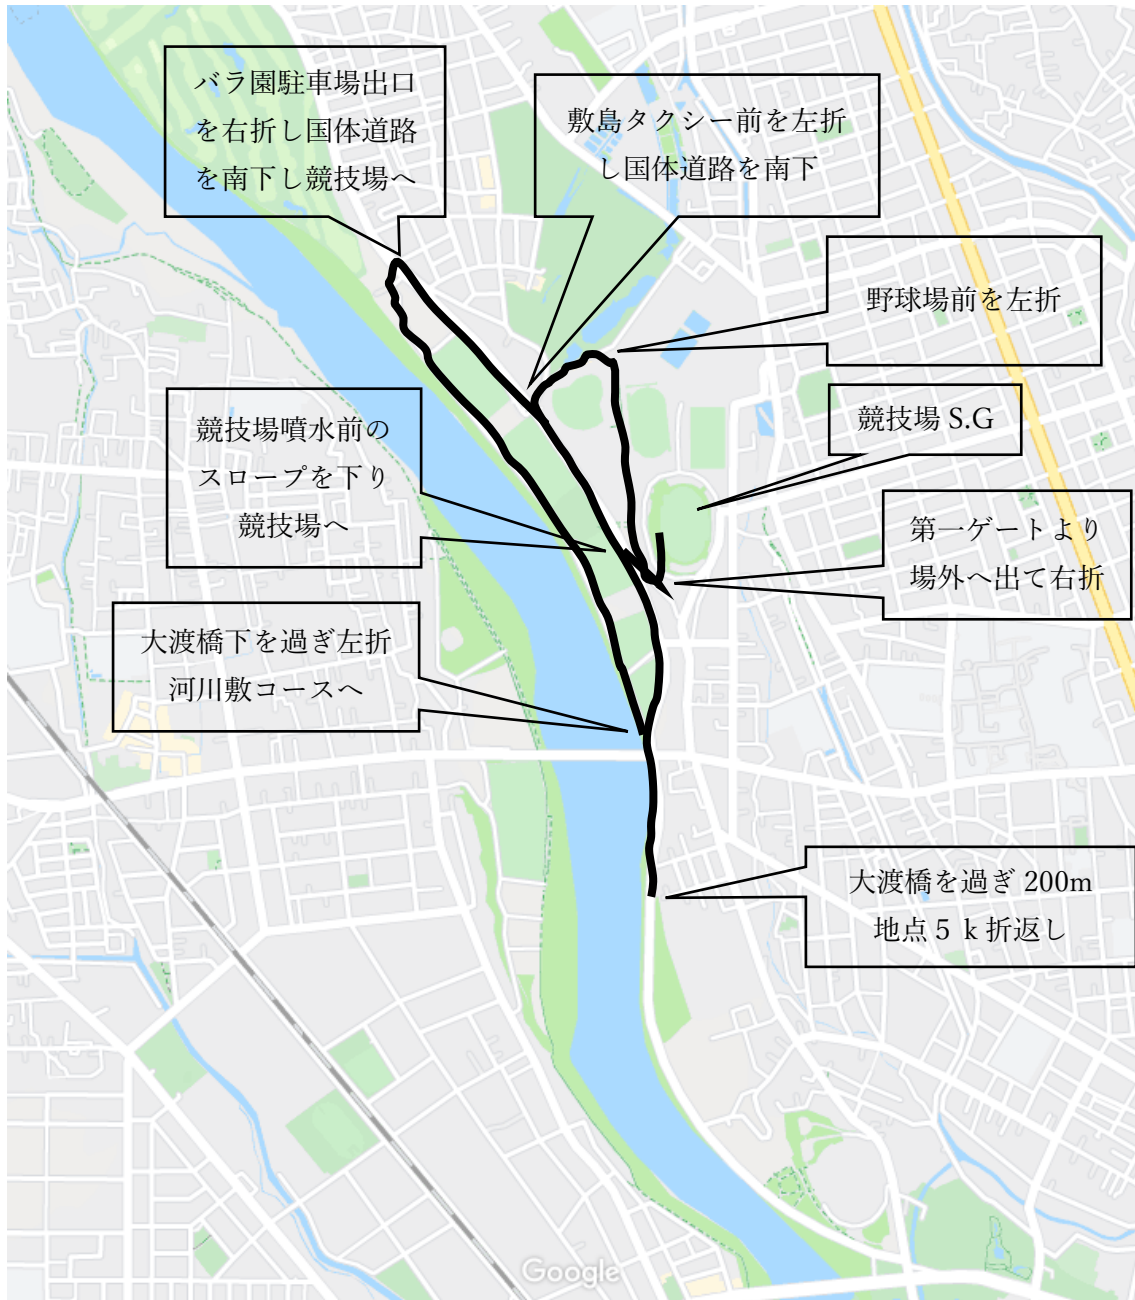 バラ園駐車場出口
を右折し国体道路
を南下し競技場へ
敷島タクシー前を左折
し国体道路を南下
野球場前を左折
競技場 S.G
競技場噴水前の
スロープを下り
競技場へ
第一ゲートより
場外へ出て右折
大渡橋下を過ぎ左折
河川敷コースへ
大渡橋を過ぎ 200m
地点５ｋ折返し
Google